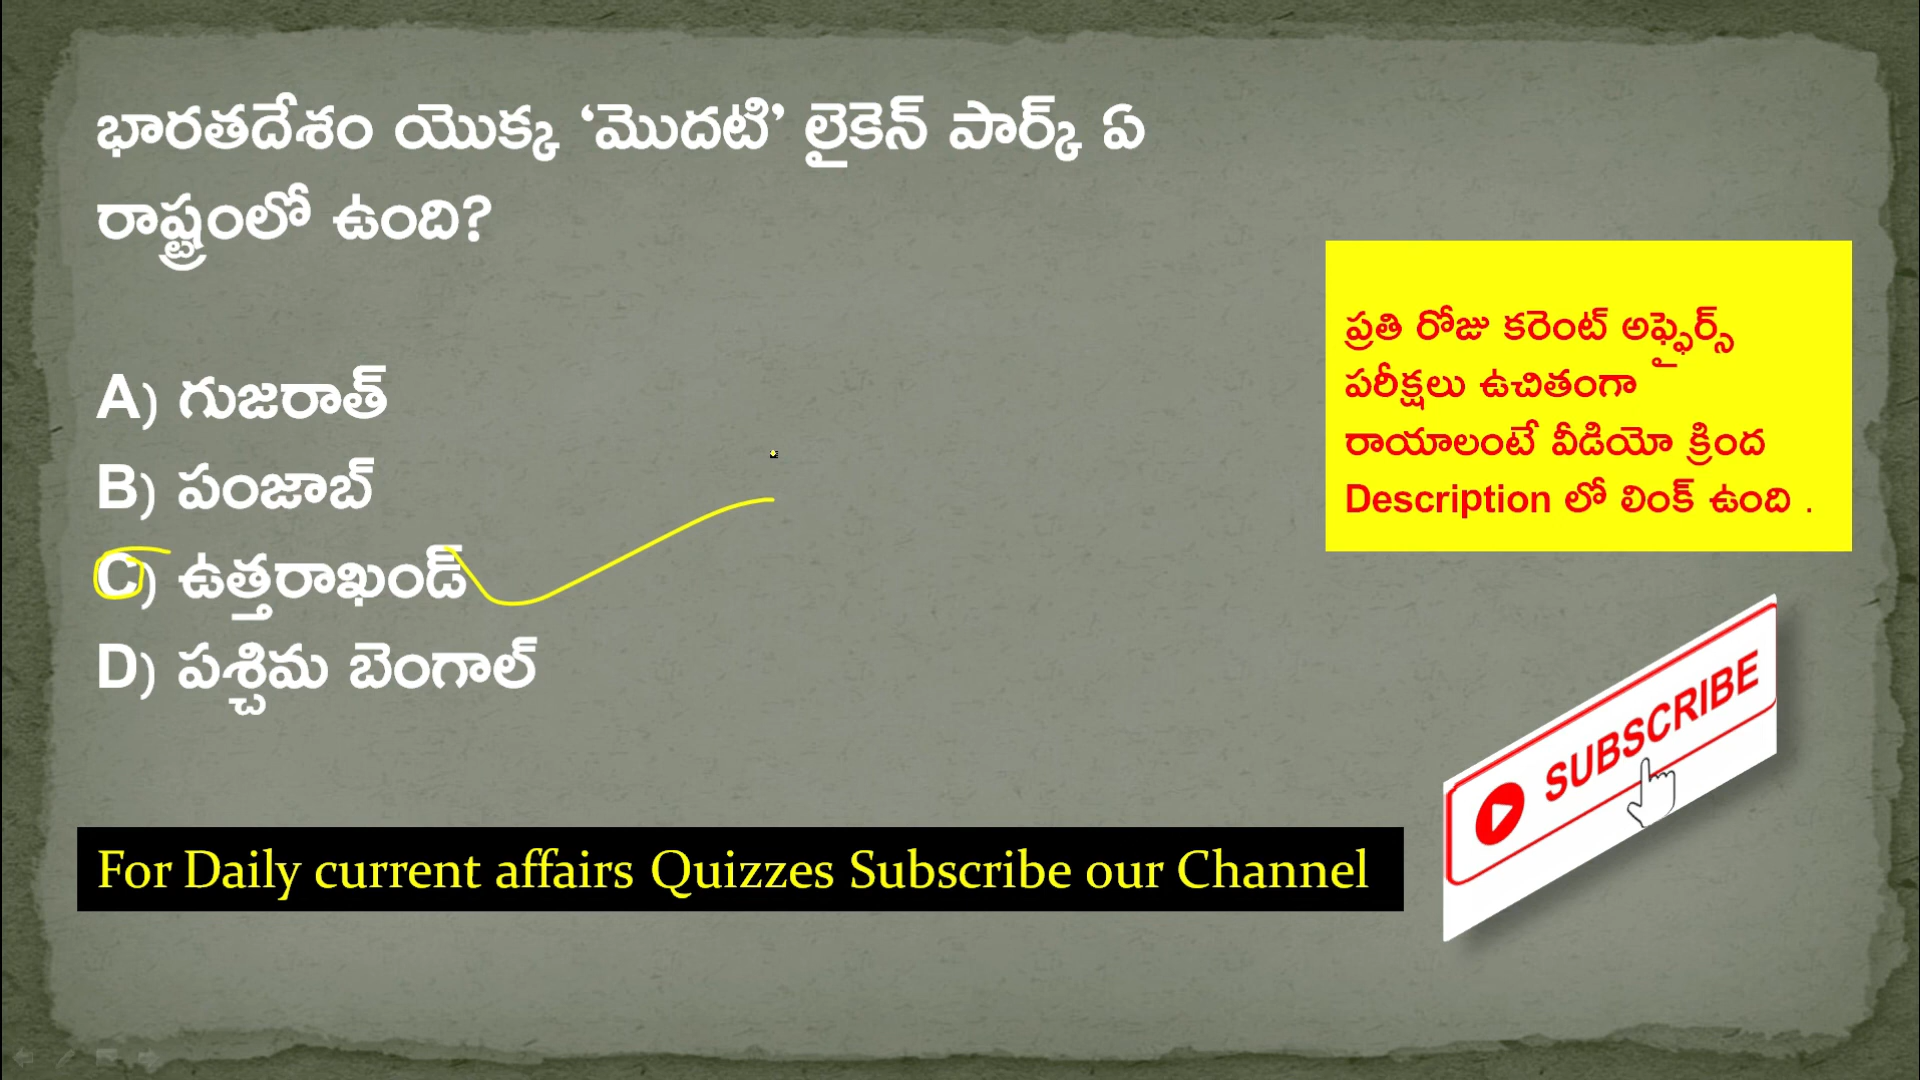 భారతదేశం యొక్క ‘మొదటి’ లైకెన్ పార్క్ ఏ
రాష్ట్రంలో ఉంది?
A) గుజరాత్
B) పంజాబ్
C) ఉత్తరాఖండ్
D) పశ్చిమ బెంగాల్
ప్రతి రోజు కరెంట్ అఫ్ఫైర్స్
పరీక్షలు ఉచితంగా
రాయాలంటే వీడియో క్రింద
Description లో లింక్ ఉంది .
SUBSCRIBE
For Daily current affairs Quizzes Subscribe our Channel